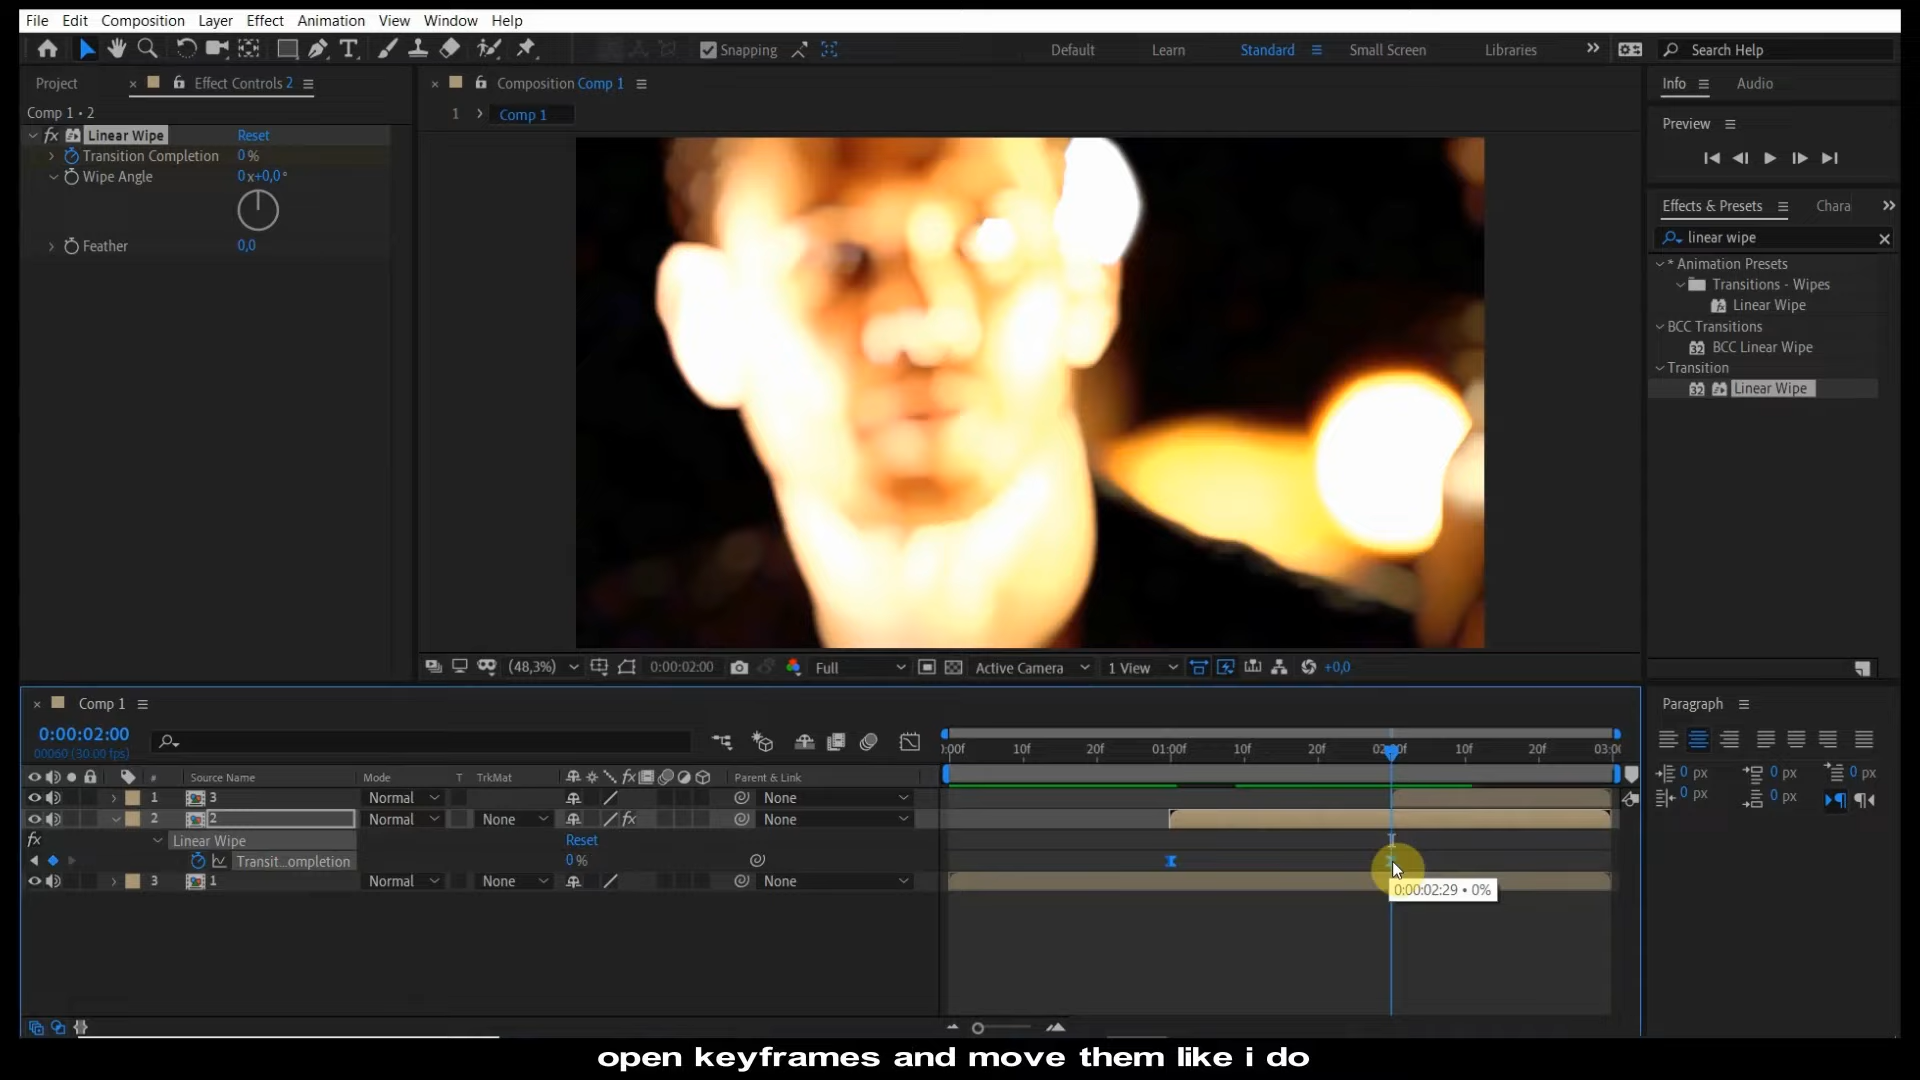 File Edit Composition Layer Effect Animation View Window Help
Snapping Default Learn Standard Small Screen Libraries Search Help
Project Effect Controls 2
Comp 1 • 2
fx Linear Wipe Reset
Transition Completion 0 %
Wipe Angle 0 x+0,0°
Feather 0,0
Composition Comp 1
1 Comp 1
(48,3%) 0:00:02:00 Full Active Camera 1 View +0,0
Info Audio
Preview
Effects & Presets Chara
linear wipe
* Animation Presets
Transitions - Wipes
Linear Wipe
BCC Transitions
32 BCC Linear Wipe
Transition
32 Linear Wipe
Comp 1
0:00:02:00
00060 (30.00 fps)
:00f 10f 20f 01:00f 10f 20f 02:00f 10f 20f 03:0
# Source Name Mode T TrkMat fx Parent & Link
1 3 Normal None
2 2 Normal None fx None
fx Linear Wipe Reset
Transit...ompletion 0 %
3 1 Normal None None
0:00:02:29 • 0%
Paragraph
0 px 0 px 0 px
0 px 0 px
open keyframes and move them like i do